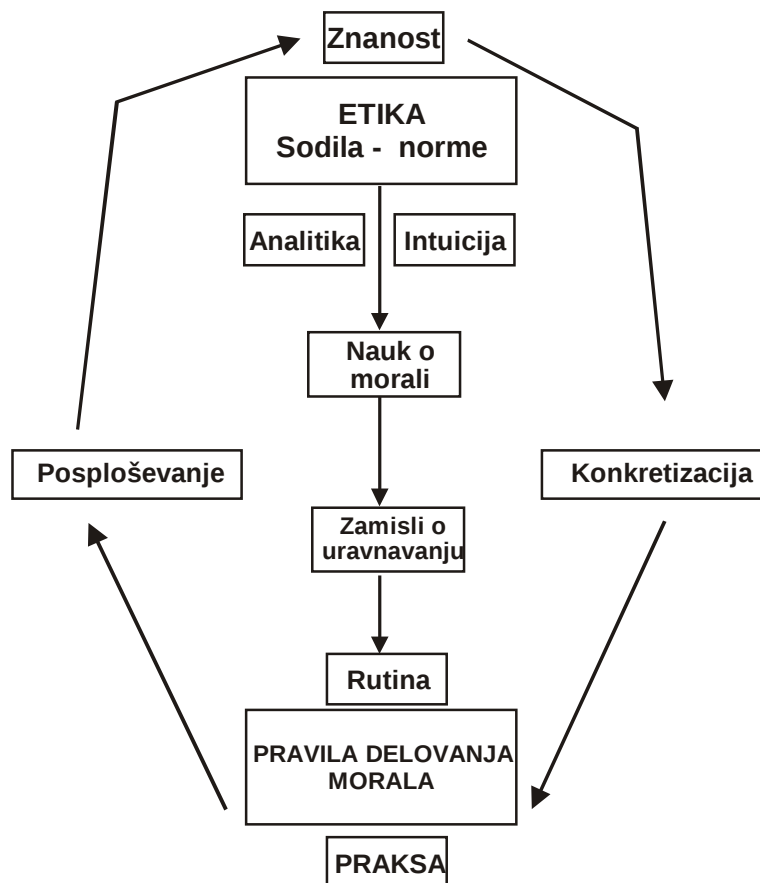 Znanost
ETIKA
Sodila - norme
Analitika
Intuicija
Nauk o
morali
Posploševanje
Konkretizacija
Zamisli o
uravnavanju
Rutina
PRAVILA DELOVANJA
MORALA
PRAKSA